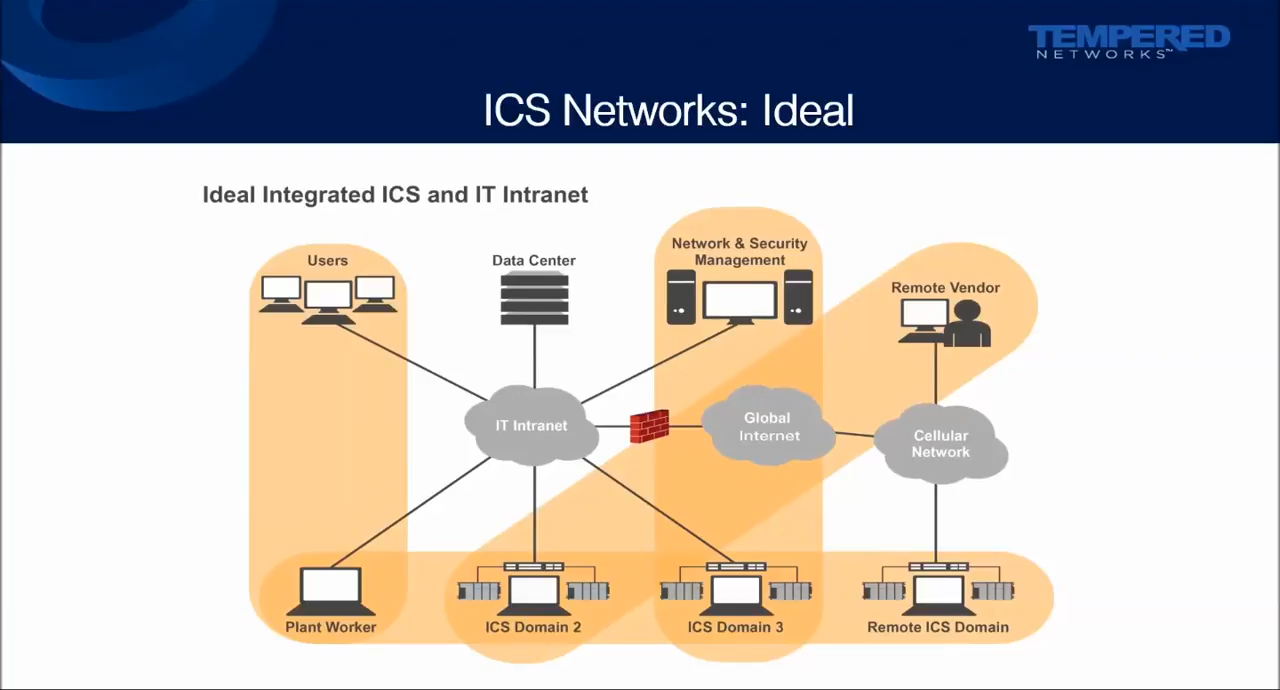 TEMPERED
NETWORKS™
ICS Networks: Ideal
Ideal Integrated ICS and IT Intranet
Users
Data Center
Network & Security
Management
Remote Vendor
IT Intranet
Global
Internet
Cellular
Network
Plant Worker
ICS Domain 2
ICS Domain 3
Remote ICS Domain